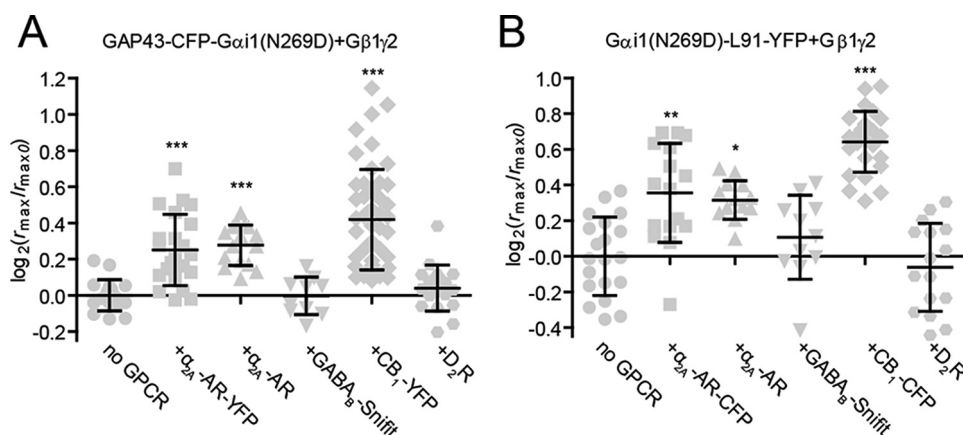 A
GAP43-CFP-Gαi1(N269D)+Gβ1γ2
log2(rmax/rmax0)
1.2
1.0
0.8
0.6
0.4
0.2
0.0
-0.2
***
***
***
no GPCR
+α2A-AR-YFP
+α2A-AR
+GABAB-Snifit
+CB1-YFP
+D2R
B
Gαi1(N269D)-L91-YFP+Gβ1γ2
log2(rmax/rmax0)
1.0
0.8
0.6
0.4
0.2
-0.0
-0.2
-0.4
**
*
***
no GPCR
+α2A-AR-CFP
+α2A-AR
+GABAB-Snifit
+CB1-CFP
+D2R